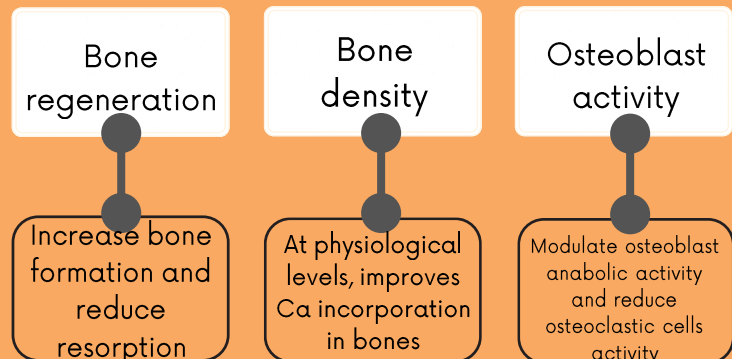 Bone
regeneration
Increase bone
formation and
reduce
resorption
Bone
density
At physiological
levels, improves
Ca incorporation
in bones
Osteoblast
activity
Modulate osteoblast
anabolic activity
and reduce
osteoclastic cells
activity